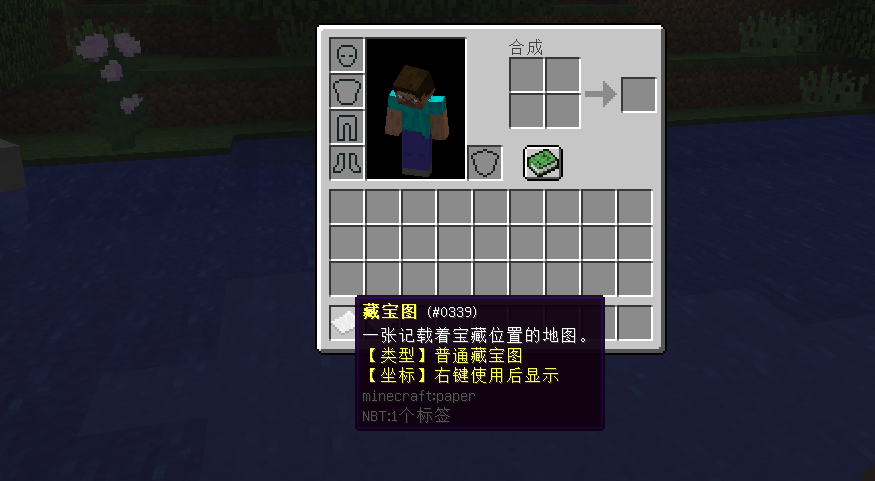 合成
藏宝图 (#0339)
一张记载着宝藏位置的地图。
【类型】普通藏宝图
【坐标】右键使用后显示
minecraft:paper
NBT:1个标签